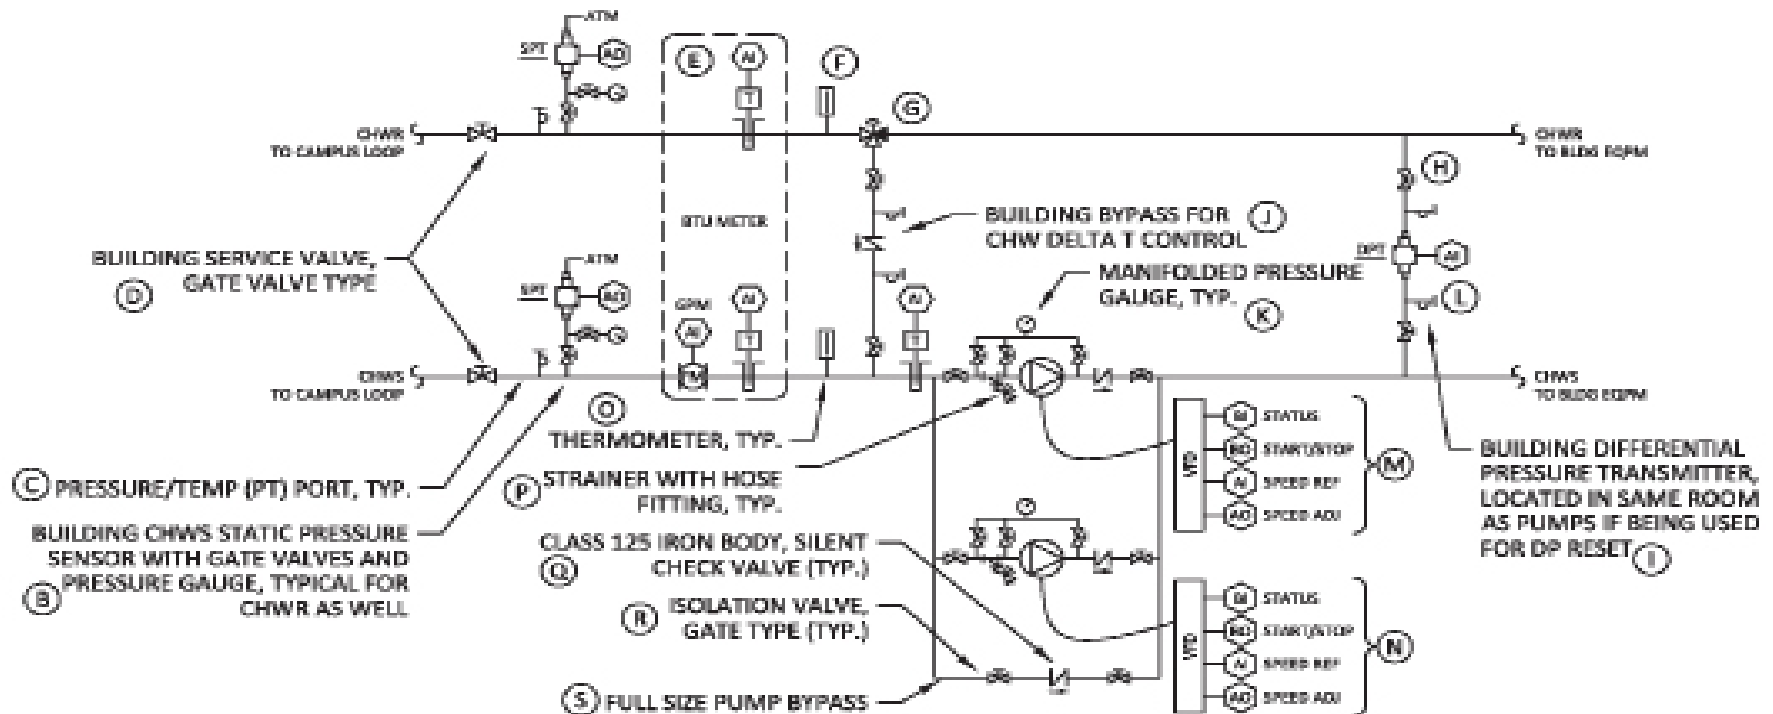 ATM
SPT
AO
E
AI
T
F
G
CHWR
TO CAMPUS LOOP
CHWR
TO BLDG EQPM
H
BTU METER
BUILDING BYPASS FOR
CHW DELTA T CONTROL
J
BUILDING SERVICE VALVE,
GATE VALVE TYPE
D
ATM
SPT
AO
GPM
AI
AI
T
AI
T
MANIFOLDED PRESSURE
GAUGE, TYP.
K
DPT
AI
L
CHWS
TO CAMPUS LOOP
CHWS
TO BLDG EQPM
O
THERMOMETER, TYP.
C
PRESSURE/TEMP (PT) PORT, TYP.
P
STRAINER WITH HOSE
FITTING, TYP.
VFD
BI STATUS
BO START/STOP
AI SPEED REF
AO SPEED ADJ
M
BUILDING DIFFERENTIAL
PRESSURE TRANSMITTER,
LOCATED IN SAME ROOM
AS PUMPS IF BEING USED
FOR DP RESET
I
BUILDING CHWS STATIC PRESSURE
SENSOR WITH GATE VALVES AND
PRESSURE GAUGE, TYPICAL FOR
CHWR AS WELL
B
CLASS 125 IRON BODY, SILENT
CHECK VALVE (TYP.)
Q
R
ISOLATION VALVE,
GATE TYPE (TYP.)
VFD
BI STATUS
BO START/STOP
AI SPEED REF
AO SPEED ADJ
N
S
FULL SIZE PUMP BYPASS